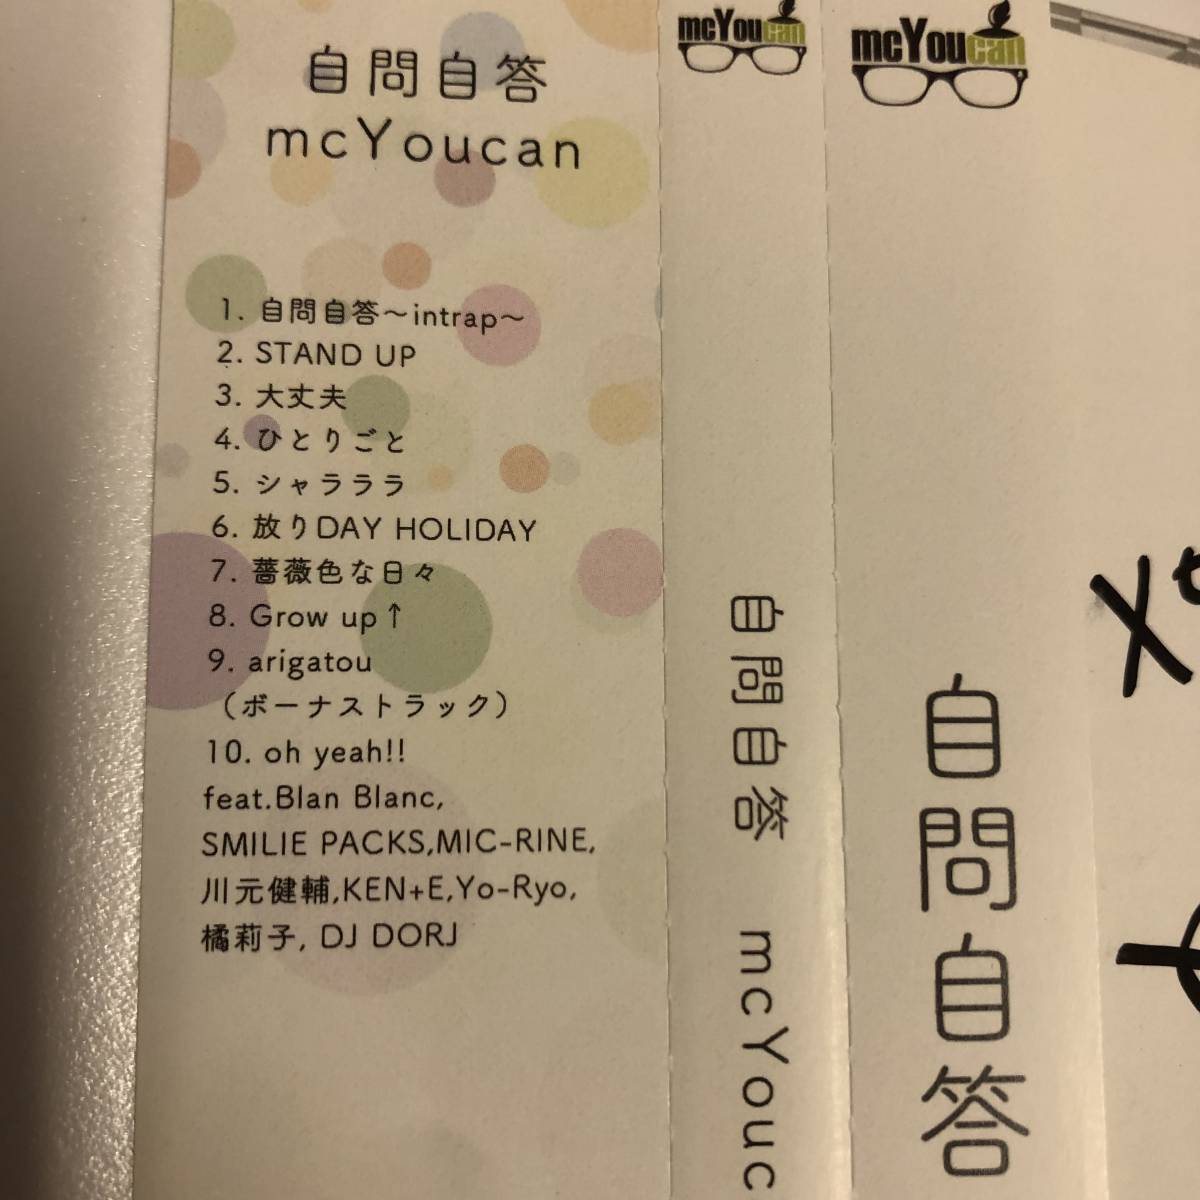 自問自答
mcYoucan
1. 自問自答～intrap～
2. STAND UP
3. 大丈夫
4. ひとりごと
5. シャラララ
6. 放りDAY HOLIDAY
7. 薔薇色な日々
8. Grow up↑
9. arigatou
（ボーナストラック）
10. oh yeah!!
feat.Blan Blanc,
SMILIE PACKS,MIC-RINE,
川元健輔,KEN+E,Yo-Ryo,
橘莉子, DJ DORJ
mcYoucan
自問自答 mcYouc
mcYoucan
自問自答